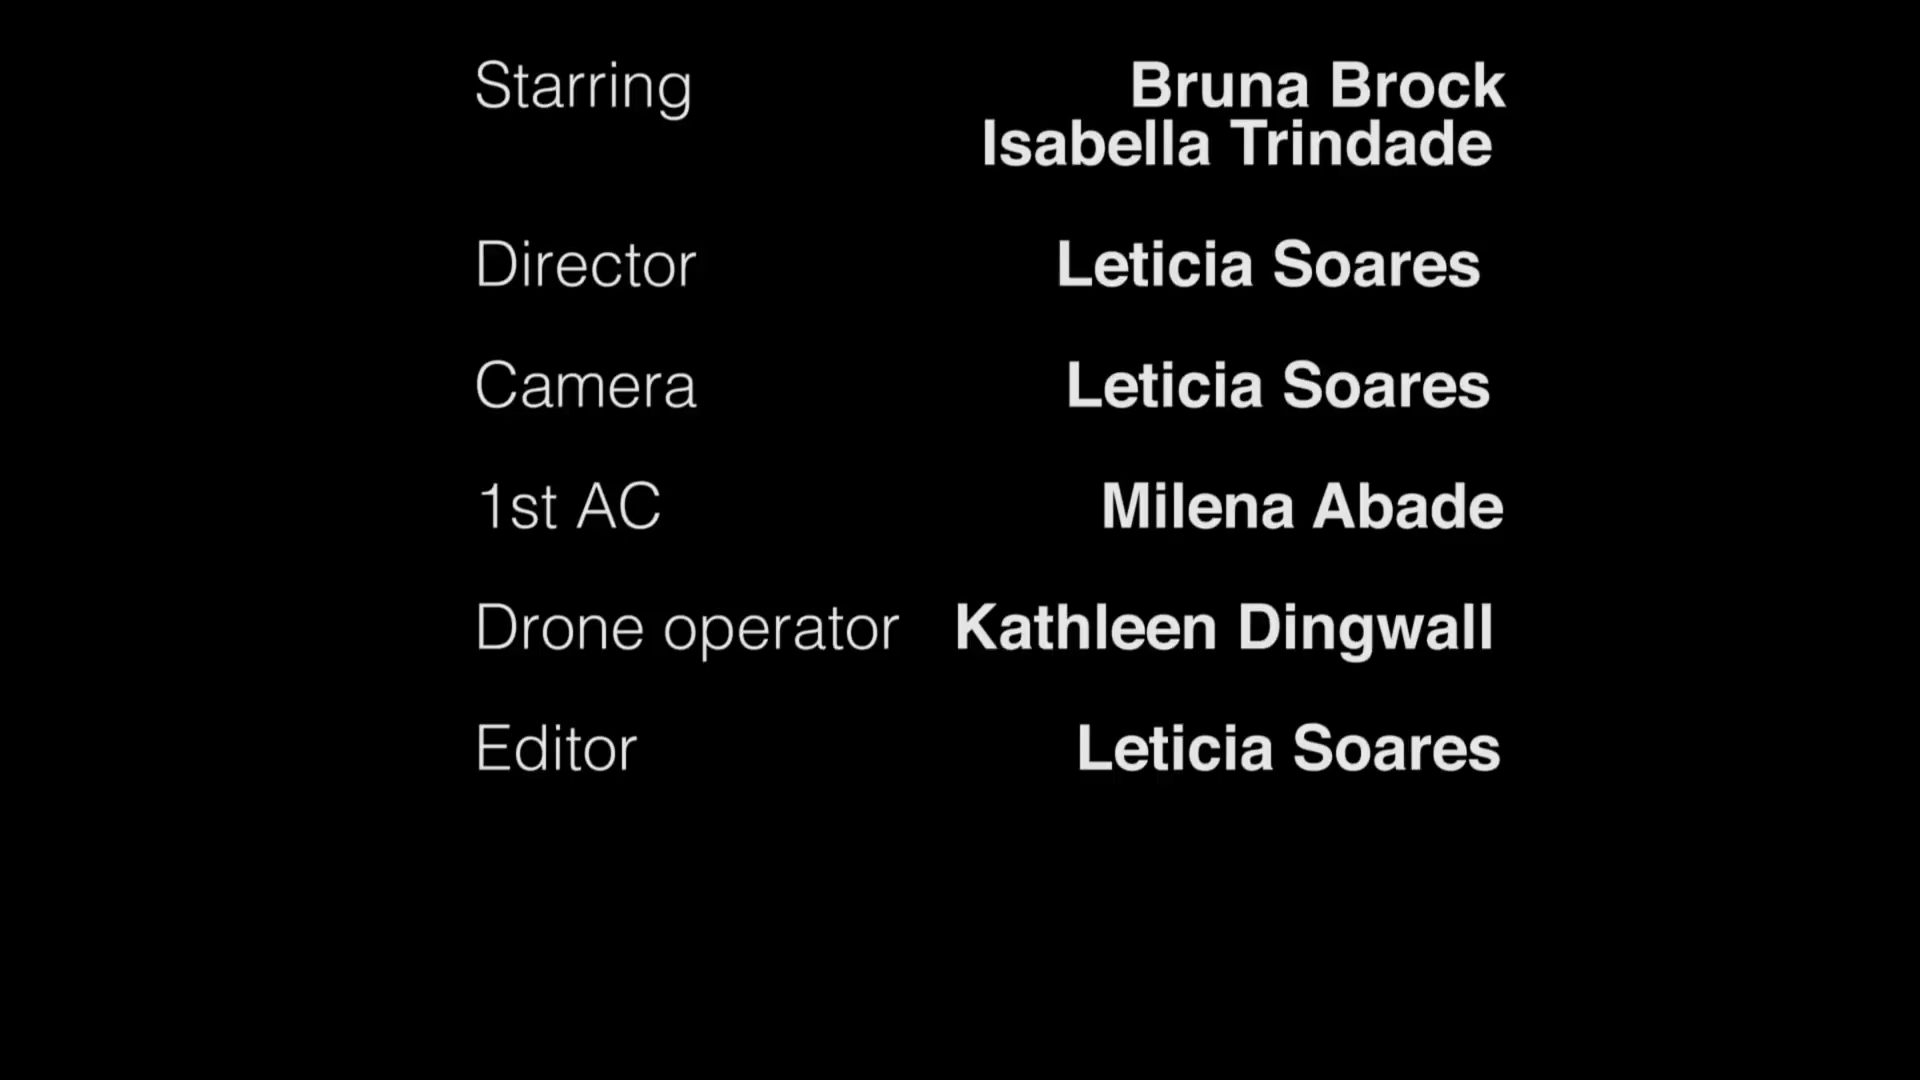 Starring Bruna Brock
Isabella Trindade
Director Leticia Soares
Camera Leticia Soares
1st AC Milena Abade
Drone operator Kathleen Dingwall
Editor Leticia Soares